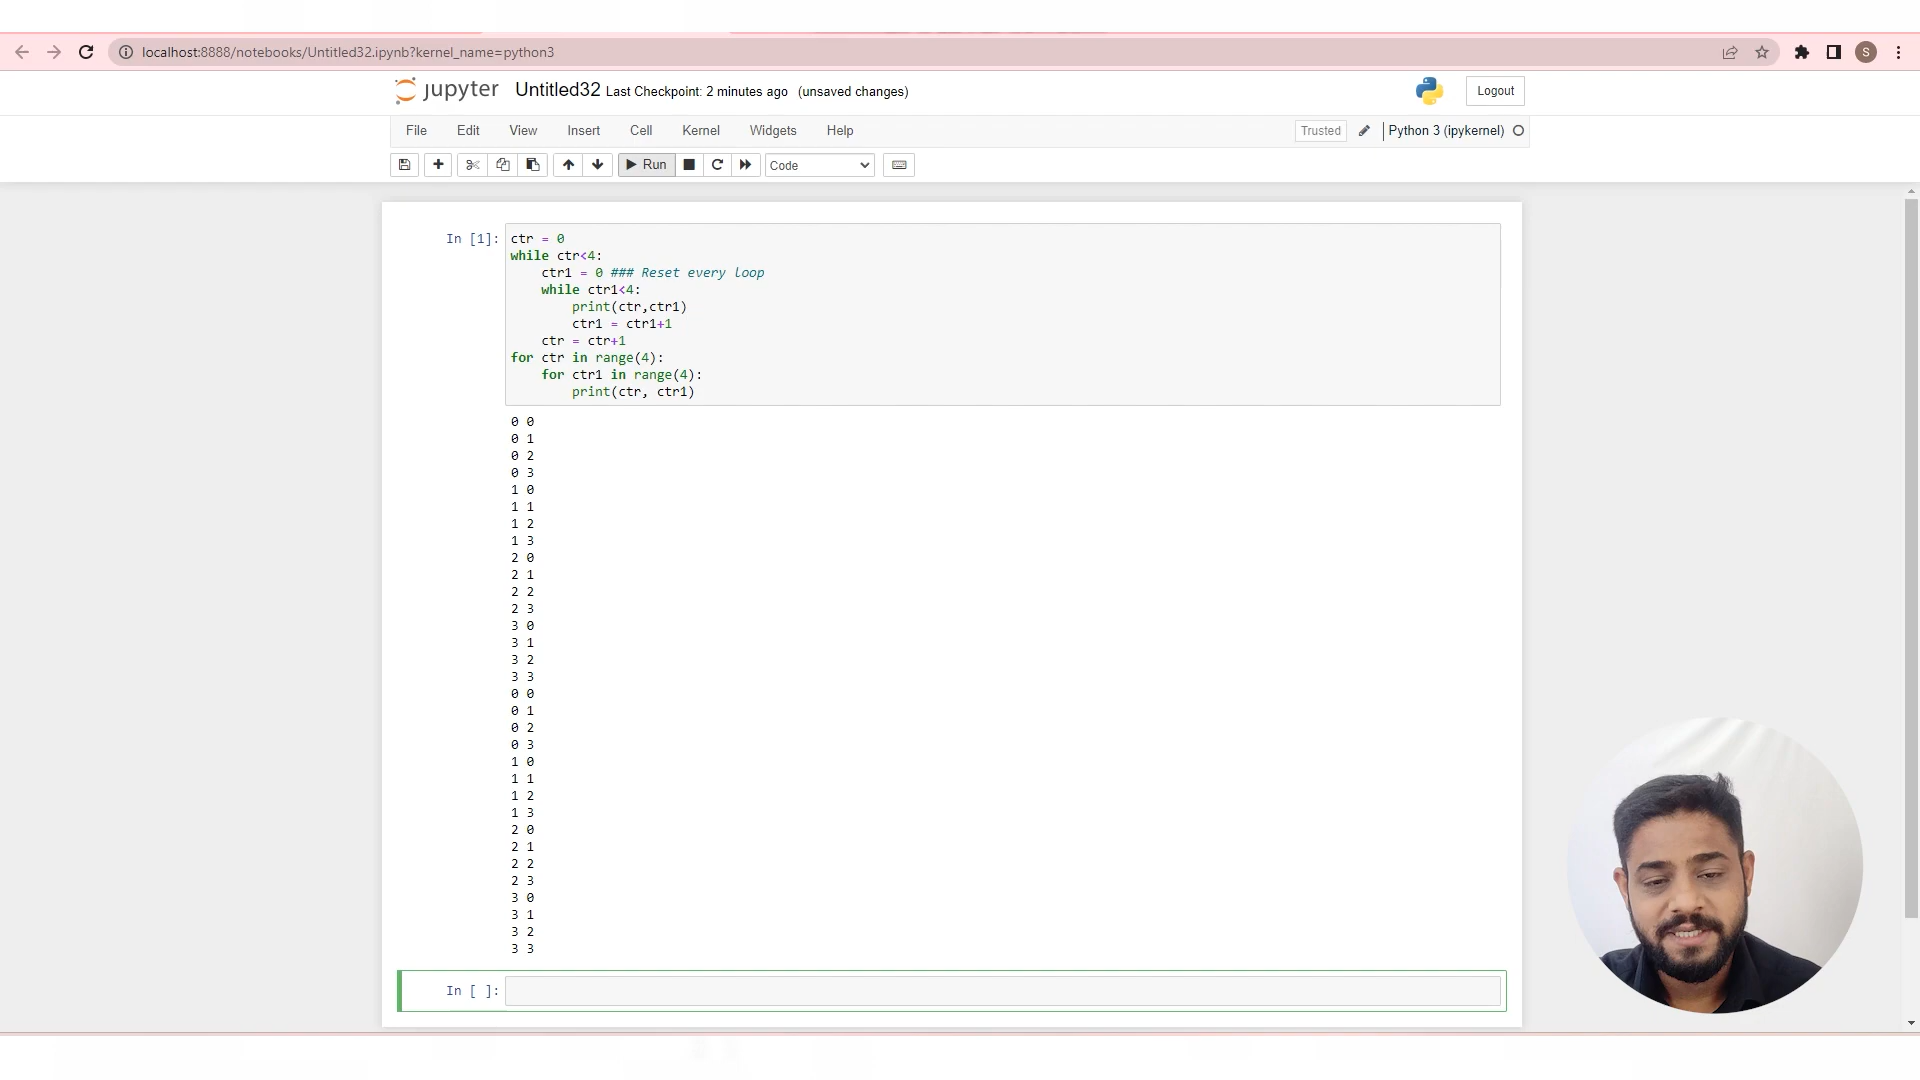 localhost:8888/notebooks/Untitled32.ipynb?kernel_name=python3
S
jupyter Untitled32 Last Checkpoint: 2 minutes ago (unsaved changes)
Logout
File Edit View Insert Cell Kernel Widgets Help
Trusted Python 3 (ipykernel)
Run Code
In [1]:
ctr = 0
while ctr<4:
    ctr1 = 0 ### Reset every loop
    while ctr1<4:
        print(ctr,ctr1)
        ctr1 = ctr1+1
    ctr = ctr+1
for ctr in range(4):
    for ctr1 in range(4):
        print(ctr, ctr1)
0 0
0 1
0 2
0 3
1 0
1 1
1 2
1 3
2 0
2 1
2 2
2 3
3 0
3 1
3 2
3 3
0 0
0 1
0 2
0 3
1 0
1 1
1 2
1 3
2 0
2 1
2 2
2 3
3 0
3 1
3 2
3 3
In [ ]: